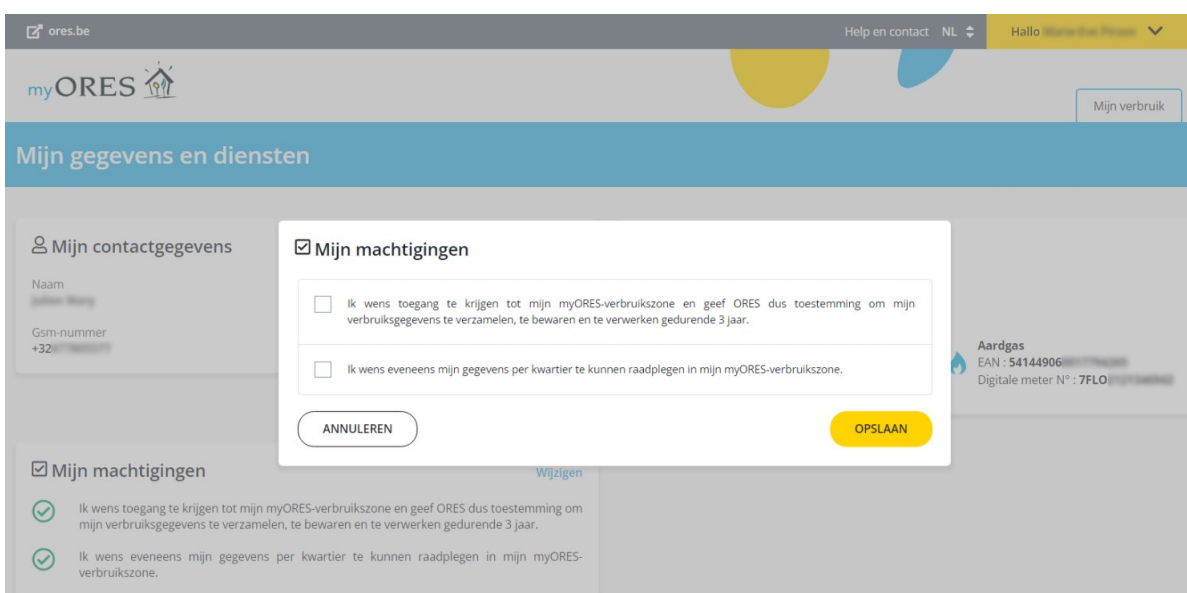 ores.be
Help en contact NL
Hallo
myORES
Mijn verbruik
Mijn gegevens en diensten
Mijn contactgegevens
Naam
Gsm-nummer
+32
Mijn machtigingen
Ik wens toegang te krijgen tot mijn myORES-verbruikszone en geef ORES dus toestemming om mijn
verbruiksgegevens te verzamelen, te bewaren en te verwerken gedurende 3 jaar.
Ik wens eveneens mijn gegevens per kwartier te kunnen raadplegen in mijn myORES-verbruikszone.
ANNULEREN
OPSLAAN
Aardgas
EAN : 54144906
Digitale meter N° : 7FLO
Mijn machtigingen
Wijzigen
Ik wens toegang te krijgen tot mijn myORES-verbruikszone en geef ORES dus toestemming om
mijn verbruiksgegevens te verzamelen, te bewaren en te verwerken gedurende 3 jaar.
Ik wens eveneens mijn gegevens per kwartier te kunnen raadplegen in mijn myORES-
verbruikszone.